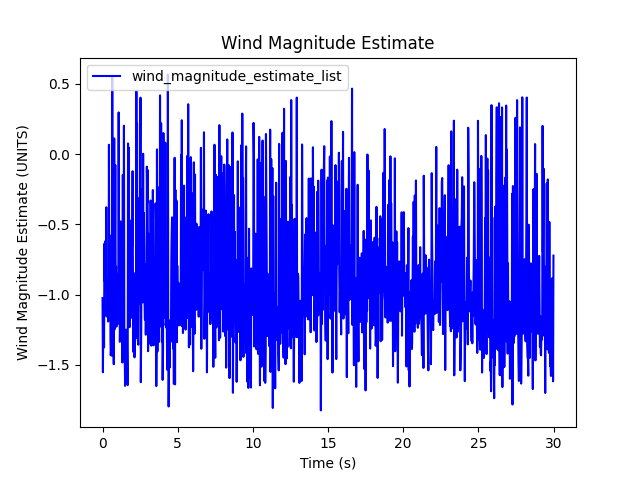 Wind Magnitude Estimate
wind_magnitude_estimate_list
Wind Magnitude Estimate (UNITS)
0.5
0.0
−0.5
−1.0
−1.5
0 5 10 15 20 25 30
Time (s)